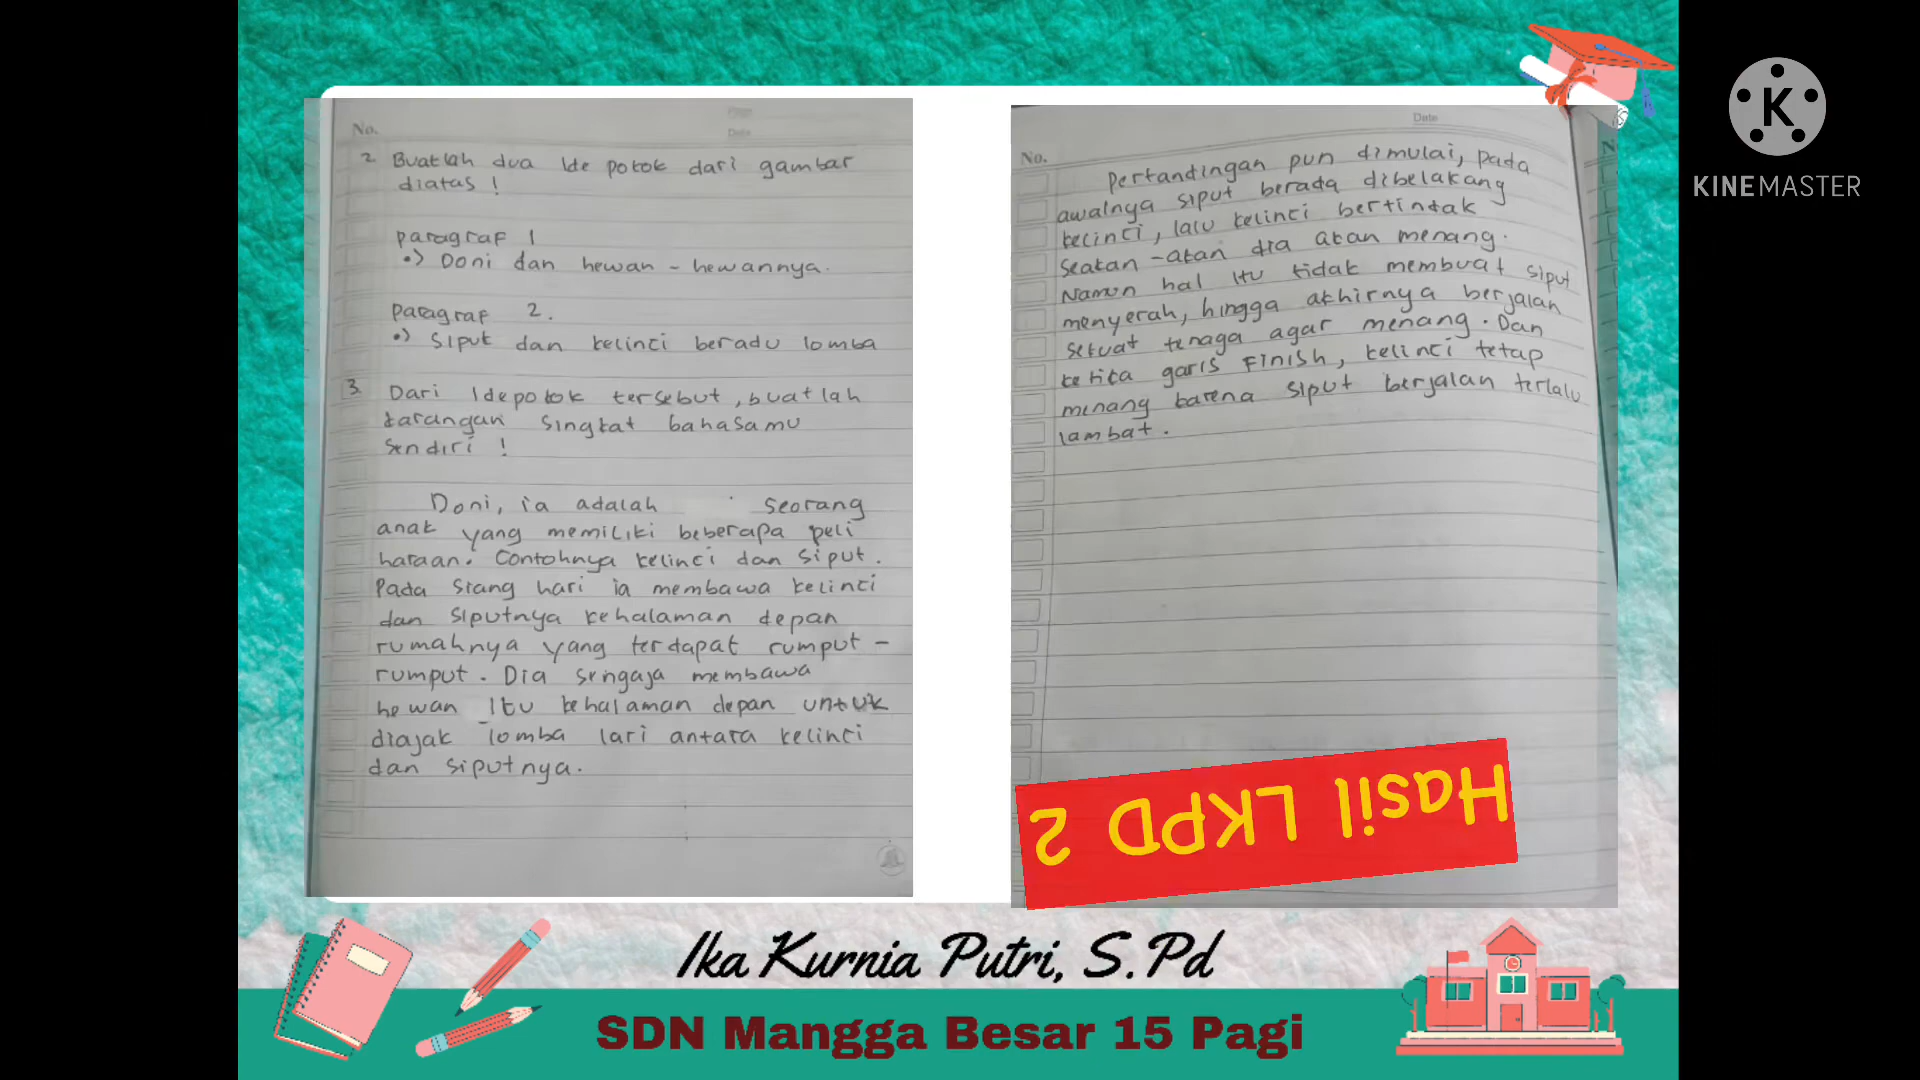 No.
Page
Date
2. Buatlah dua Ide pokok dari gambar
diatas !
paragraf 1
•> Doni dan hewan - hewannya.
paragraf 2.
•> Siput dan kelinci beradu lomba
3. Dari Idepokok tersebut, buatlah
karangan singkat bahasamu
sendiri !
Doni, ia adalah seorang
anak yang memiliki beberapa peli
haraan. Contohnya kelinci dan siput.
Pada siang hari ia membawa kelinci
dan siputnya kehalaman depan
rumahnya yang terdapat rumput -
rumput. Dia sengaja membawa
hewan Itu kehalaman depan untuk
diajak lomba lari antara kelinci
dan siputnya.
No.
Date
Pertandingan pun dimulai, pada
awalnya siput berada dibelakang
kelinci, lalu kelinci bertindak
seakan-akan dia akan menang.
Namun hal Itu tidak membuat siput
menyerah, hingga akhirnya berjalan
sekuat tenaga agar menang. Dan
ketika garis Finish, kelinci tetap
menang karena siput berjalan terlalu
lambat.
Hasil LKPD 2
Ika Kurnia Putri, S.Pd
SDN Mangga Besar 15 Pagi
K
KINEMASTER